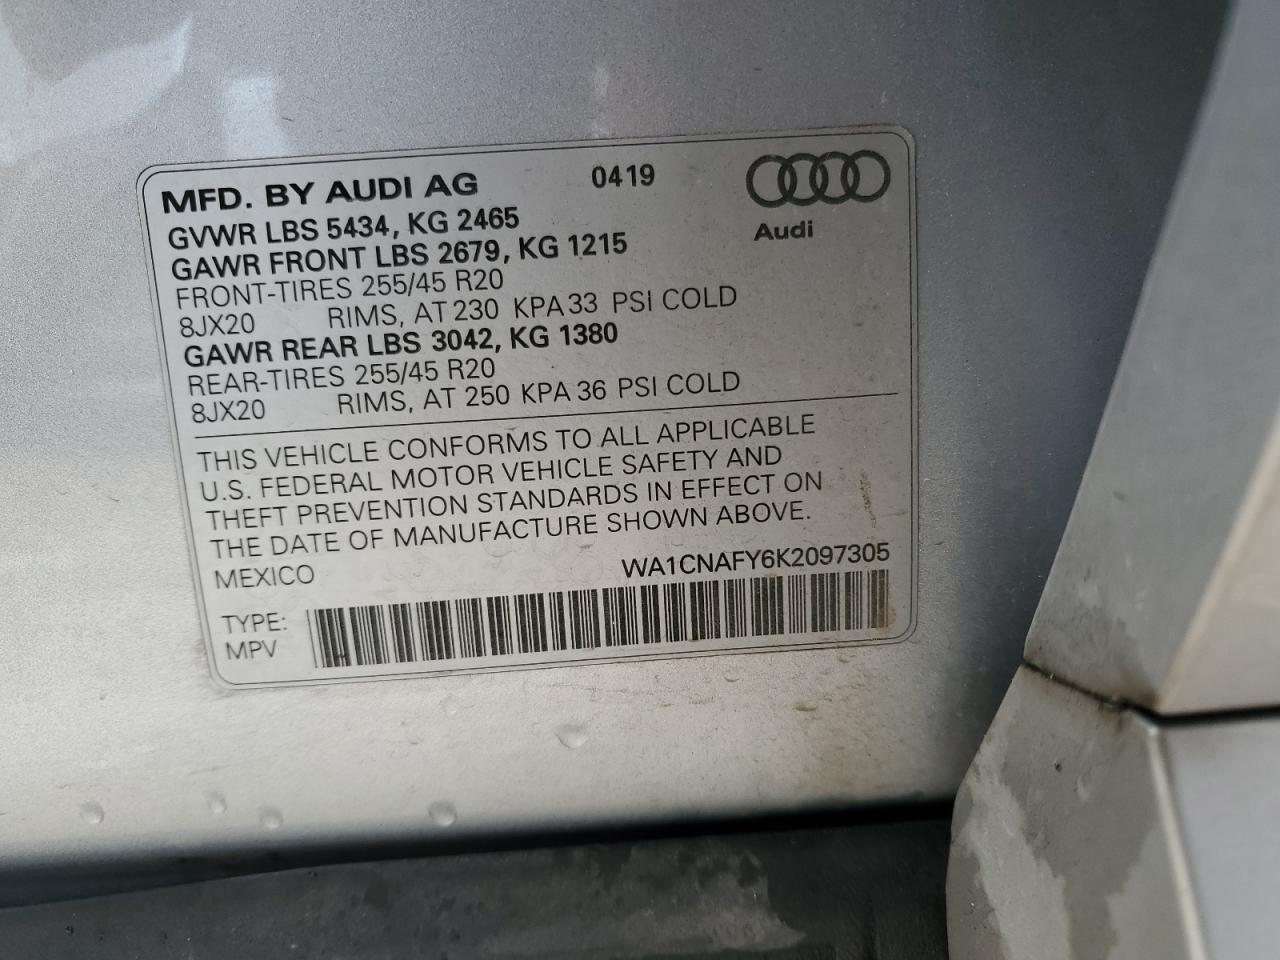 MFD. BY AUDI AG 0419
Audi
GVWR LBS 5434, KG 2465
GAWR FRONT LBS 2679, KG 1215
FRONT-TIRES 255/45 R20
8JX20 RIMS, AT 230 KPA 33 PSI COLD
GAWR REAR LBS 3042, KG 1380
REAR-TIRES 255/45 R20
8JX20 RIMS, AT 250 KPA 36 PSI COLD
THIS VEHICLE CONFORMS TO ALL APPLICABLE
U.S. FEDERAL MOTOR VEHICLE SAFETY AND
THEFT PREVENTION STANDARDS IN EFFECT ON
THE DATE OF MANUFACTURE SHOWN ABOVE.
MEXICO WA1CNAFY6K2097305
TYPE:
MPV